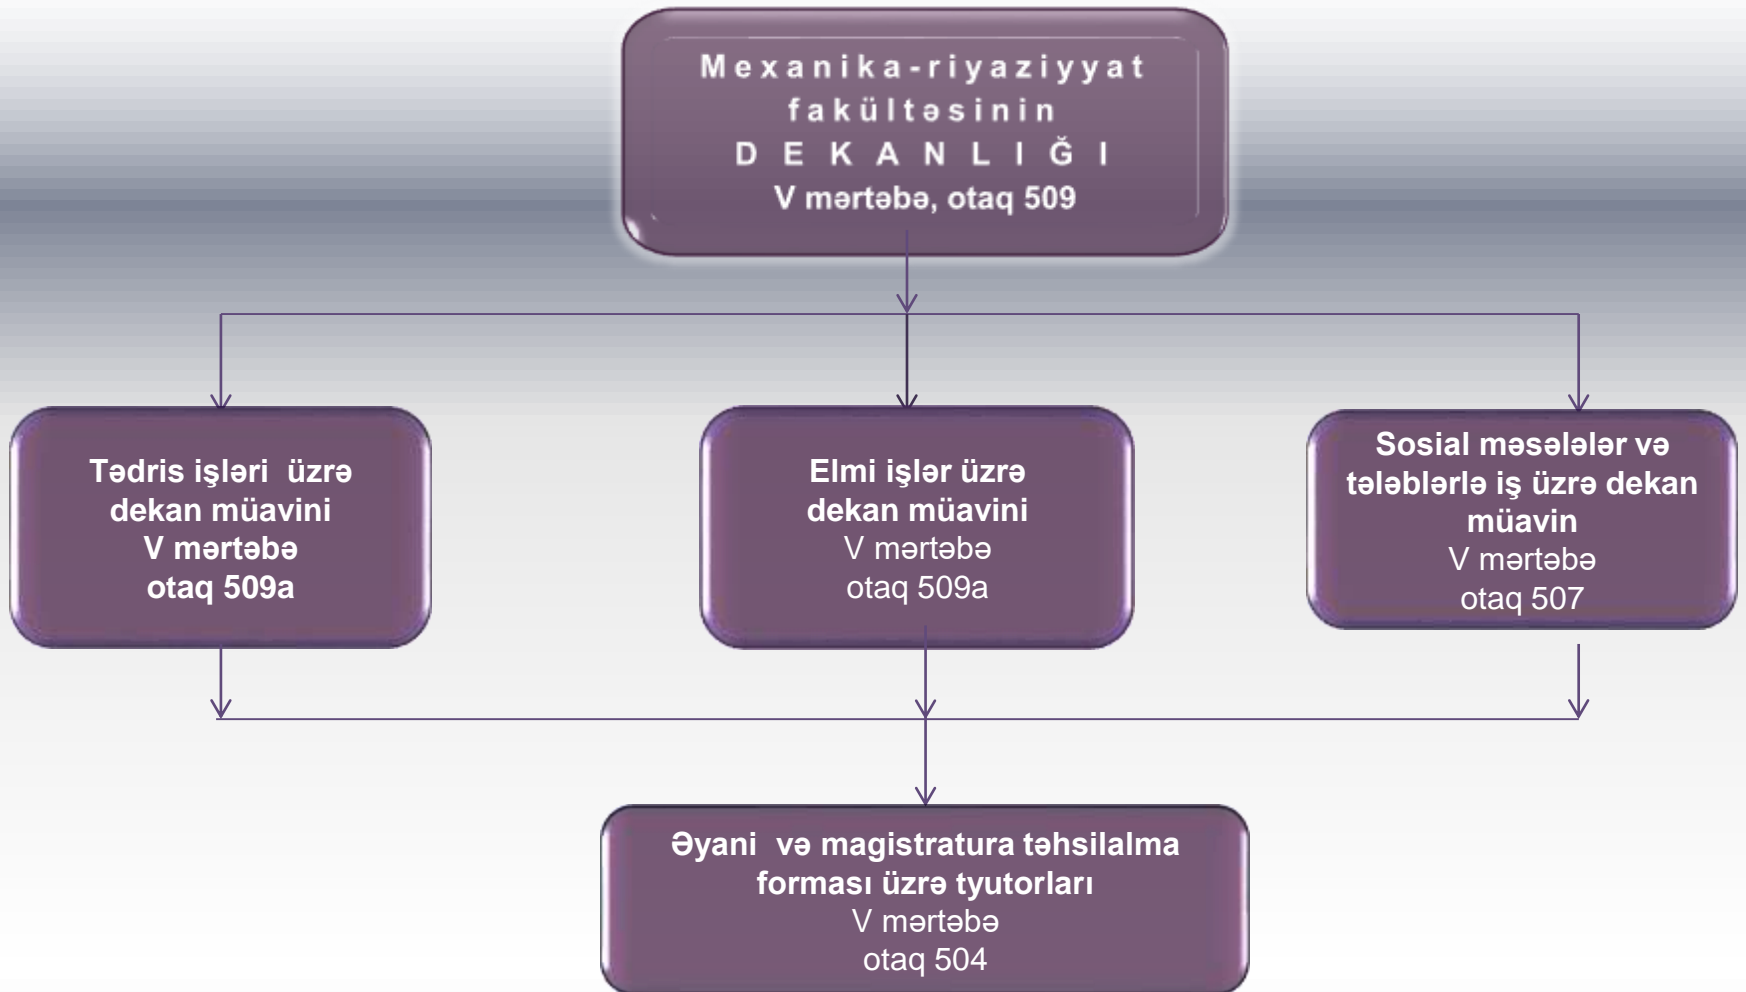 Mexanika-riyaziyyat
fakültəsinin
DEKANLIĞI
V mərtəbə, otaq 509
Tədris işləri üzrə
dekan müavini
V mərtəbə
otaq 509a
Elmi işlər üzrə
dekan müavini
V mərtəbə
otaq 509a
Sosial məsələlər və
tələblərlə iş üzrə dekan
müavin
V mərtəbə
otaq 507
Əyani və magistratura təhsilalma
forması üzrə tyutorları
V mərtəbə
otaq 504